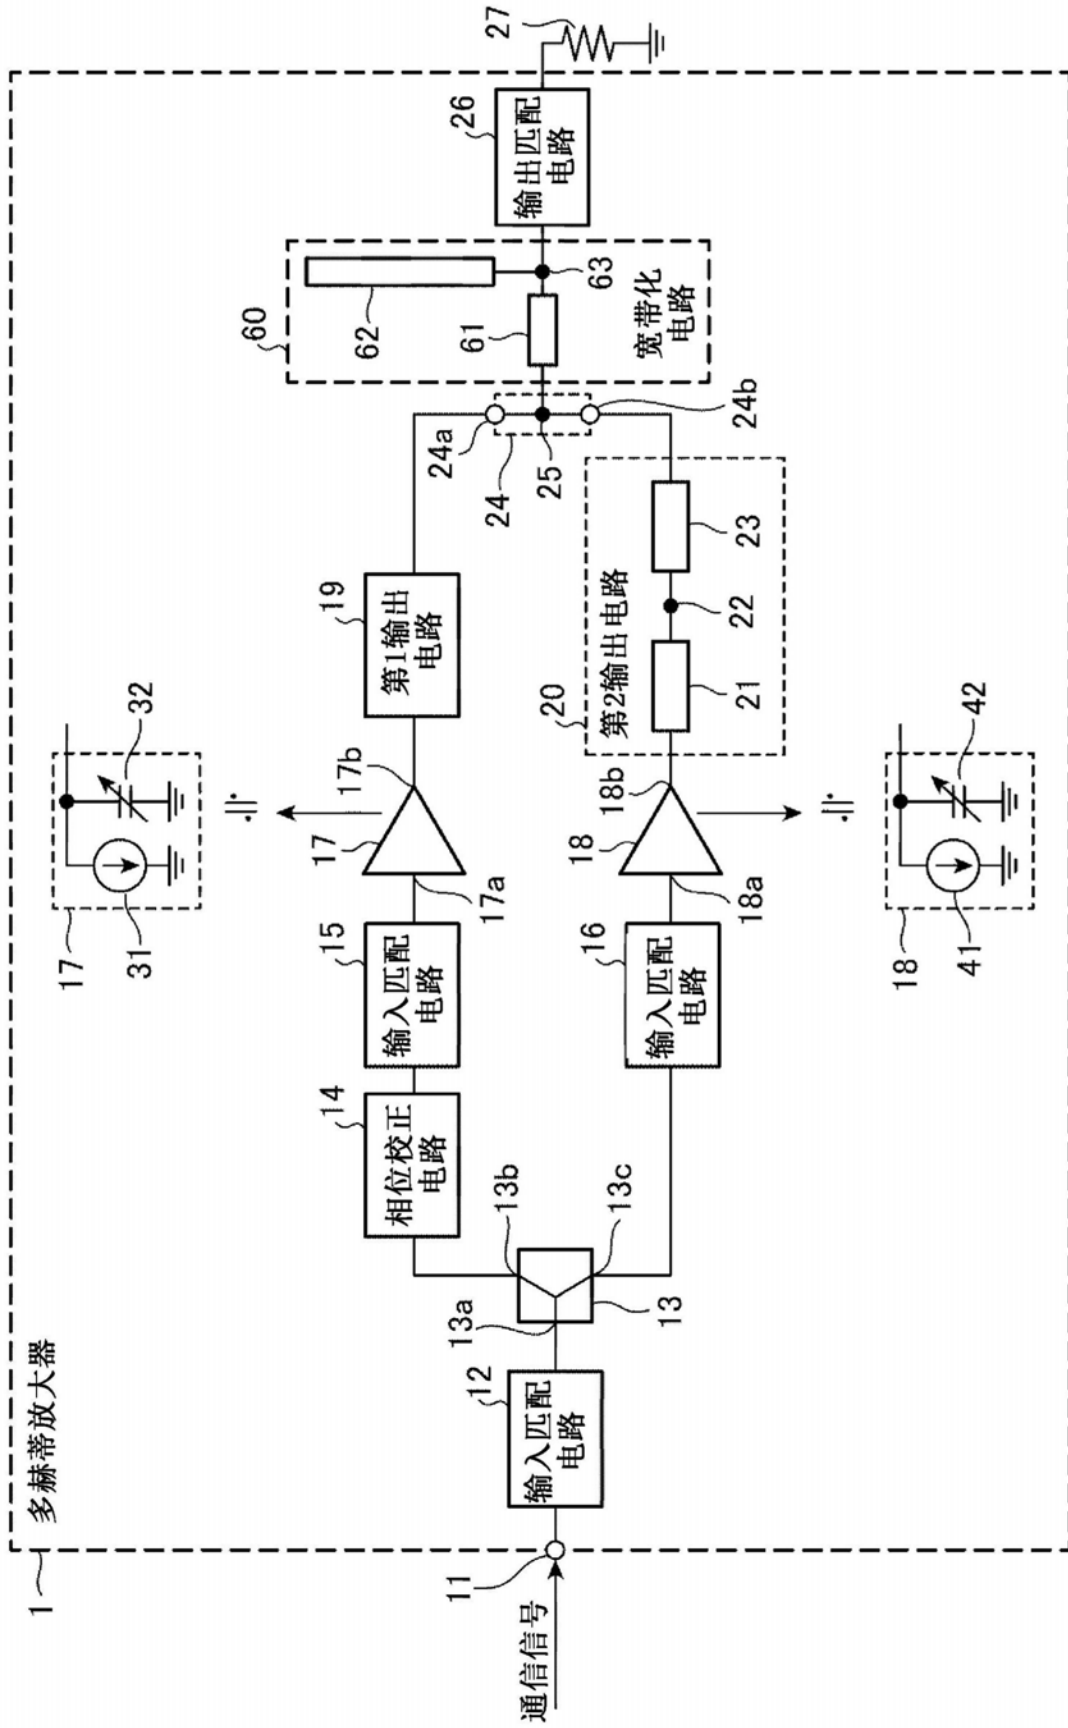 1
多赫蒂放大器
通信信号
11
12
输入匹配
电路
13a
13b
13c
13
14
相位校正
电路
15
输入匹配
电路
16
输入匹配
电路
17
31
32
17
17a
17b
18
18a
18b
18
41
42
19
第1输出
电路
20
第2输出电路
21
22
23
24a
24
25
24b
60
62
61
63
宽带化
电路
26
输出匹配
电路
27